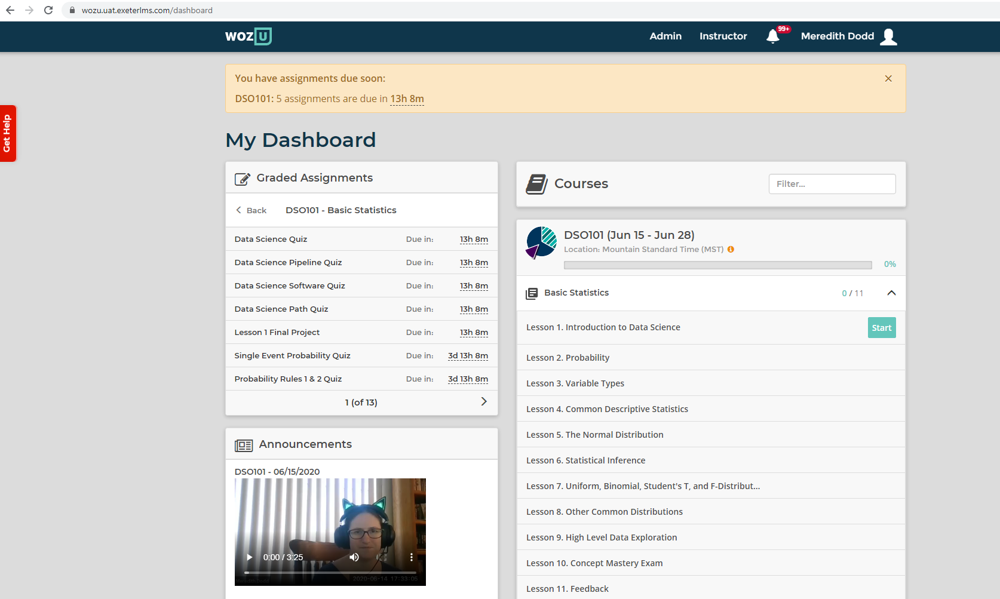 wozu.uat.exeterlms.com/dashboard
WOZ U
Admin
Instructor
99+
Meredith Dodd
You have assignments due soon:
DSO101: 5 assignments are due in 13h 8m
Get Help
My Dashboard
Graded Assignments
Back
DSO101 - Basic Statistics
Data Science Quiz Due in: 13h 8m
Data Science Pipeline Quiz Due in: 13h 8m
Data Science Software Quiz Due in: 13h 8m
Data Science Path Quiz Due in: 13h 8m
Lesson 1 Final Project Due in: 13h 8m
Single Event Probability Quiz Due in: 3d 13h 8m
Probability Rules 1 & 2 Quiz Due in: 3d 13h 8m
1 (of 13)
Announcements
DSO101 - 06/15/2020
0:00 / 3:25
Meredith Dodd
2020-06-14 17:33:05
Courses
Filter...
DSO101 (Jun 15 - Jun 28)
Location: Mountain Standard Time (MST)
0%
Basic Statistics 0 / 11
Lesson 1. Introduction to Data Science Start
Lesson 2. Probability
Lesson 3. Variable Types
Lesson 4. Common Descriptive Statistics
Lesson 5. The Normal Distribution
Lesson 6. Statistical Inference
Lesson 7. Uniform, Binomial, Student's T, and F-Distribut...
Lesson 8. Other Common Distributions
Lesson 9. High Level Data Exploration
Lesson 10. Concept Mastery Exam
Lesson 11. Feedback